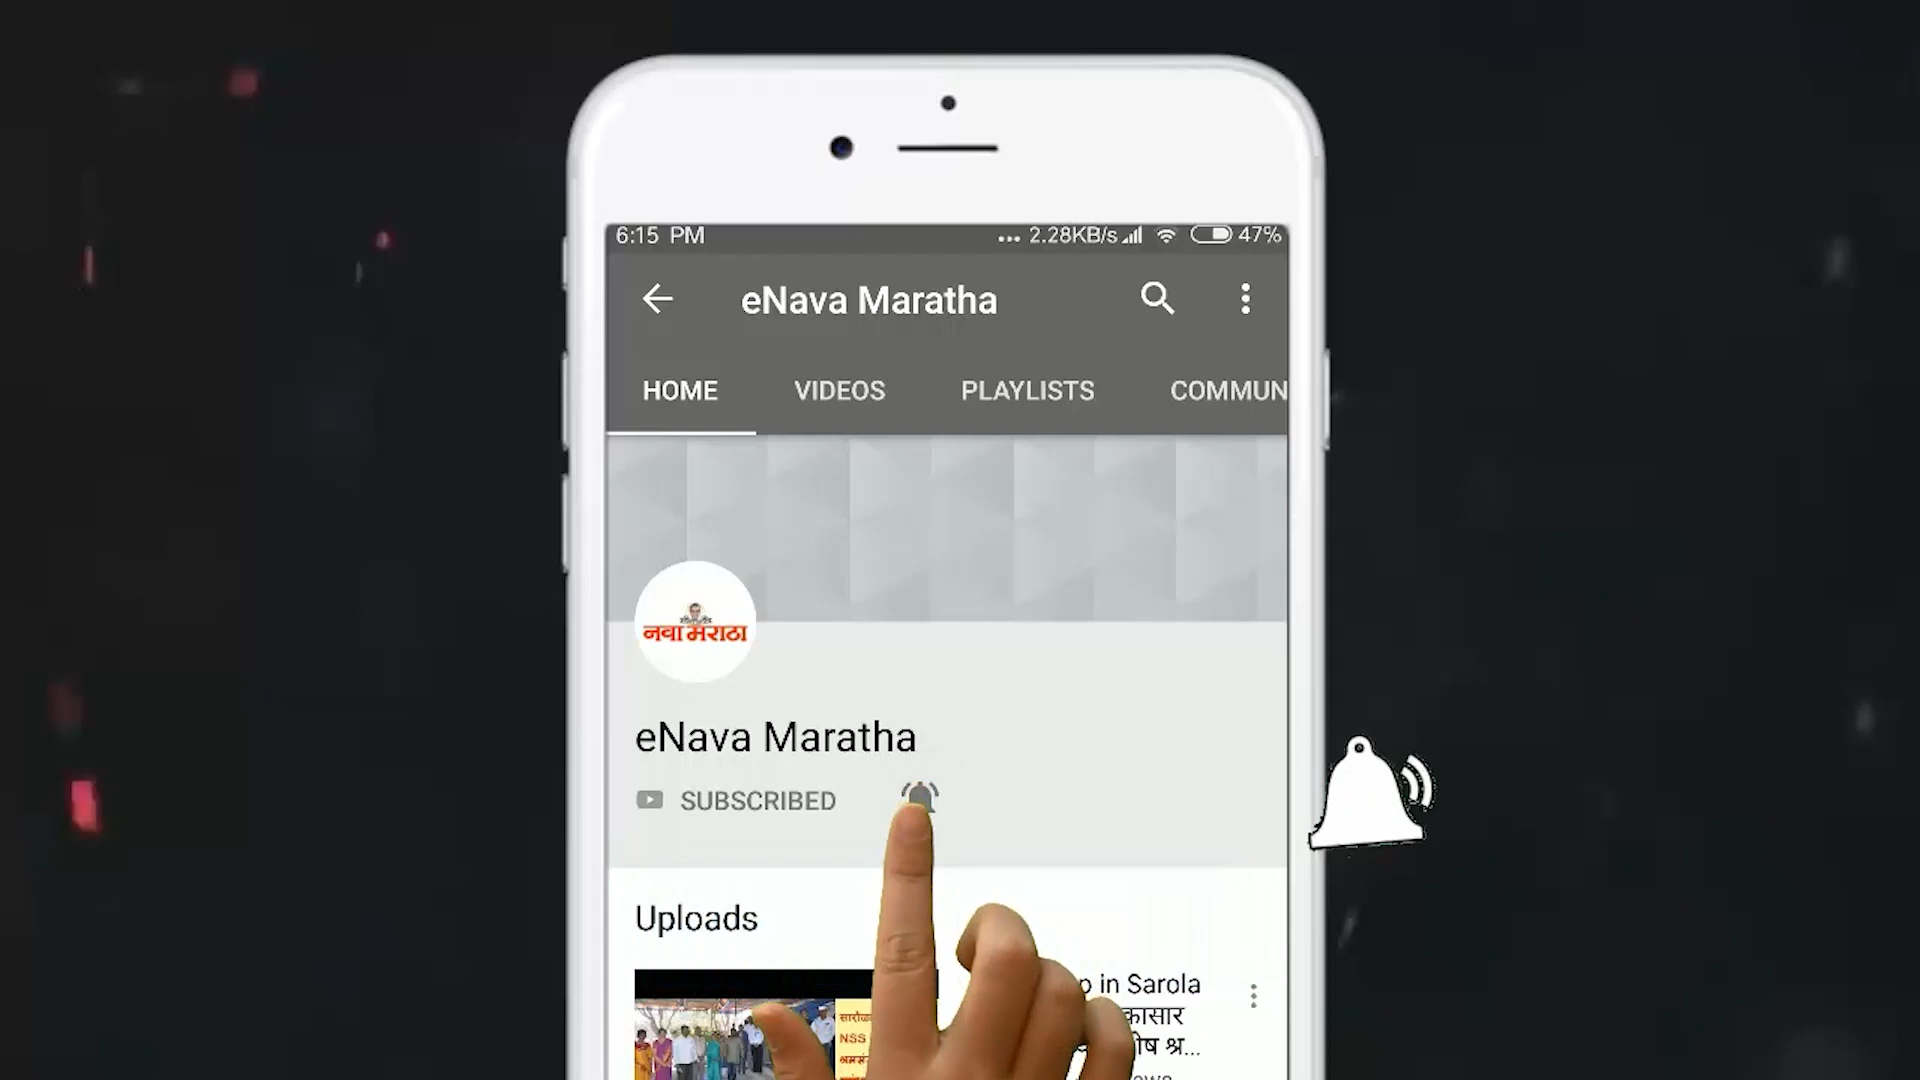 6:15 PM
... 2.28KB/s 47%
eNava Maratha
HOME VIDEOS PLAYLISTS COMMUN
नवा मराठा
eNava Maratha
SUBSCRIBED
Uploads
in Sarola
कासार
श्र...
NSS